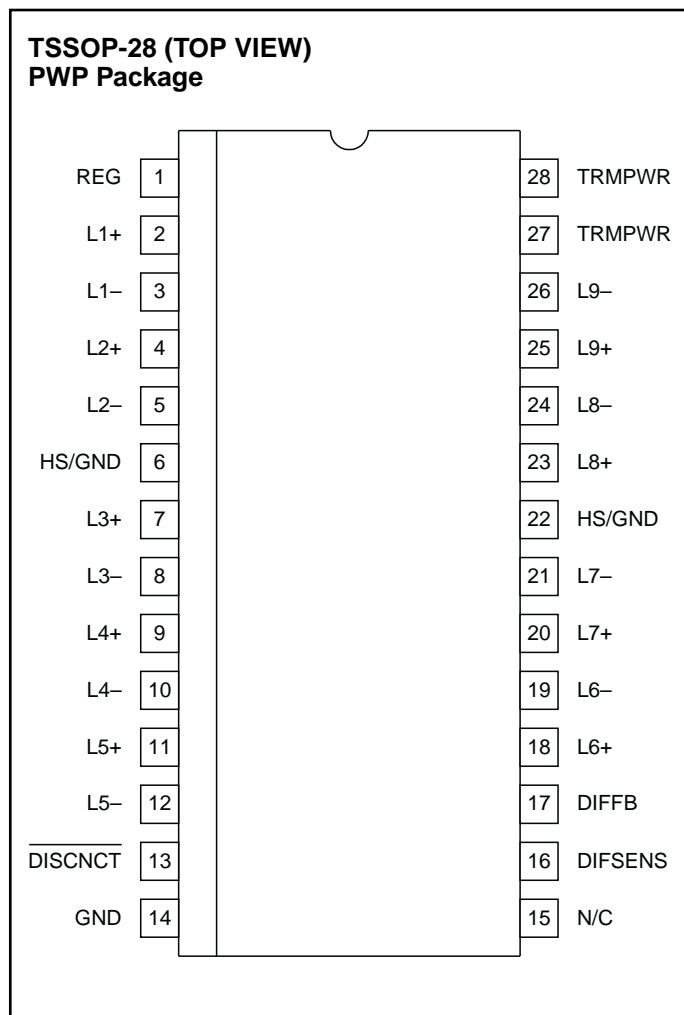 TSSOP-28 (TOP VIEW)
PWP Package
REG 1 28 TRMPWR
L1+ 2 27 TRMPWR
L1– 3 26 L9–
L2+ 4 25 L9+
L2– 5 24 L8–
HS/GND 6 23 L8+
L3+ 7 22 HS/GND
L3– 8 21 L7–
L4+ 9 20 L7+
L4– 10 19 L6–
L5+ 11 18 L6+
L5– 12 17 DIFFB
DISCNCT 13 16 DIFSENS
GND 14 15 N/C